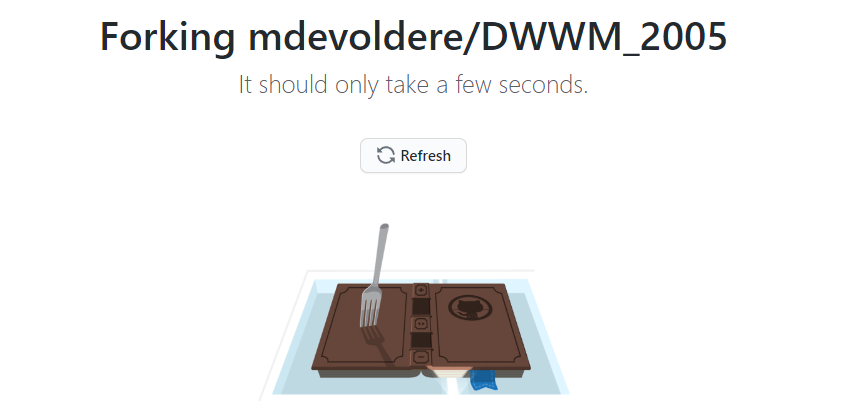 Forking mdevoldere/DWWM_2005
It should only take a few seconds.
Refresh